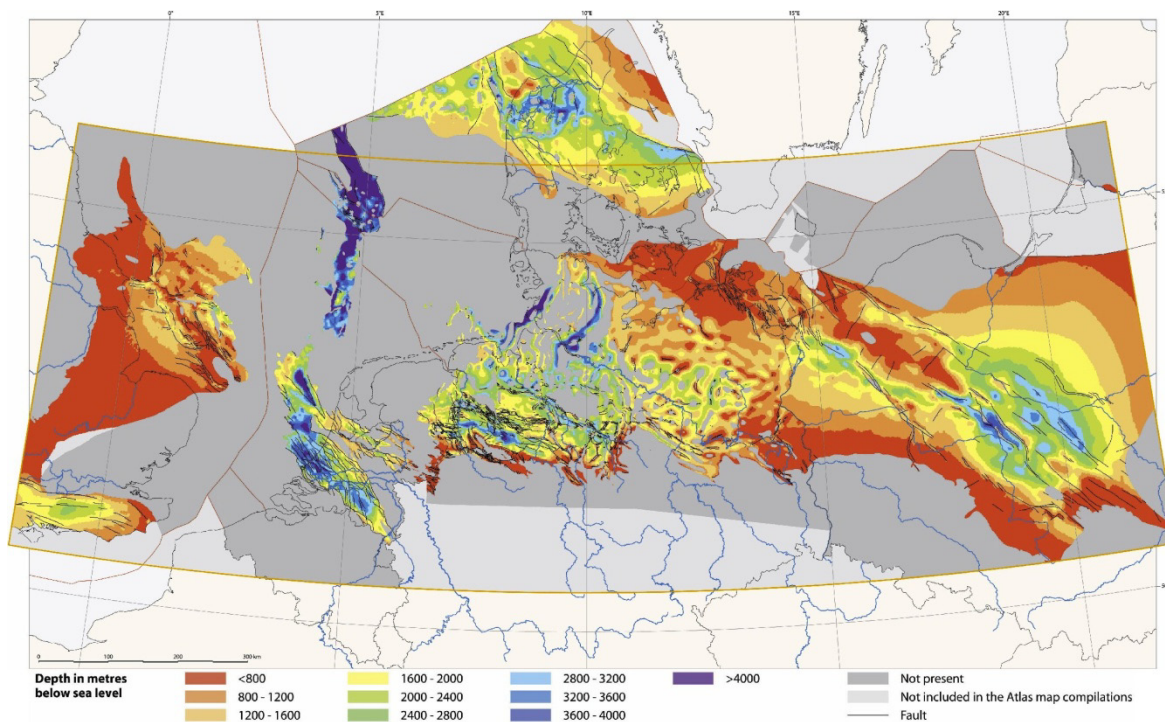 0° 5°E 10°E 15°E 20°E
0 100 200 300 km
Depth in metres
below sea level
<800
800 - 1200
1200 - 1600
1600 - 2000
2000 - 2400
2400 - 2800
2800 - 3200
3200 - 3600
3600 - 4000
>4000
Not present
Not included in the Atlas map compilations
Fault